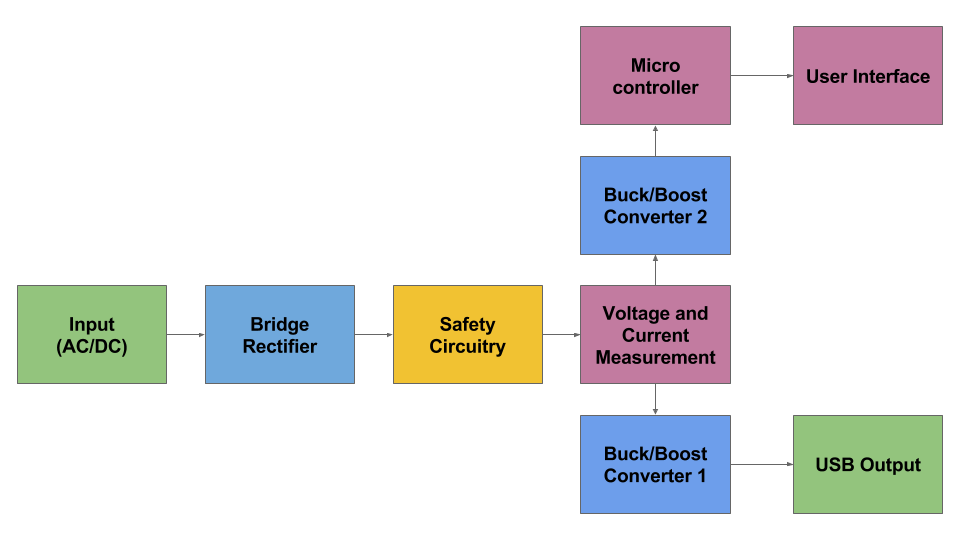 Micro
controller
User Interface
Buck/Boost
Converter 2
Input
(AC/DC)
Bridge
Rectifier
Safety
Circuitry
Voltage and
Current
Measurement
Buck/Boost
Converter 1
USB Output